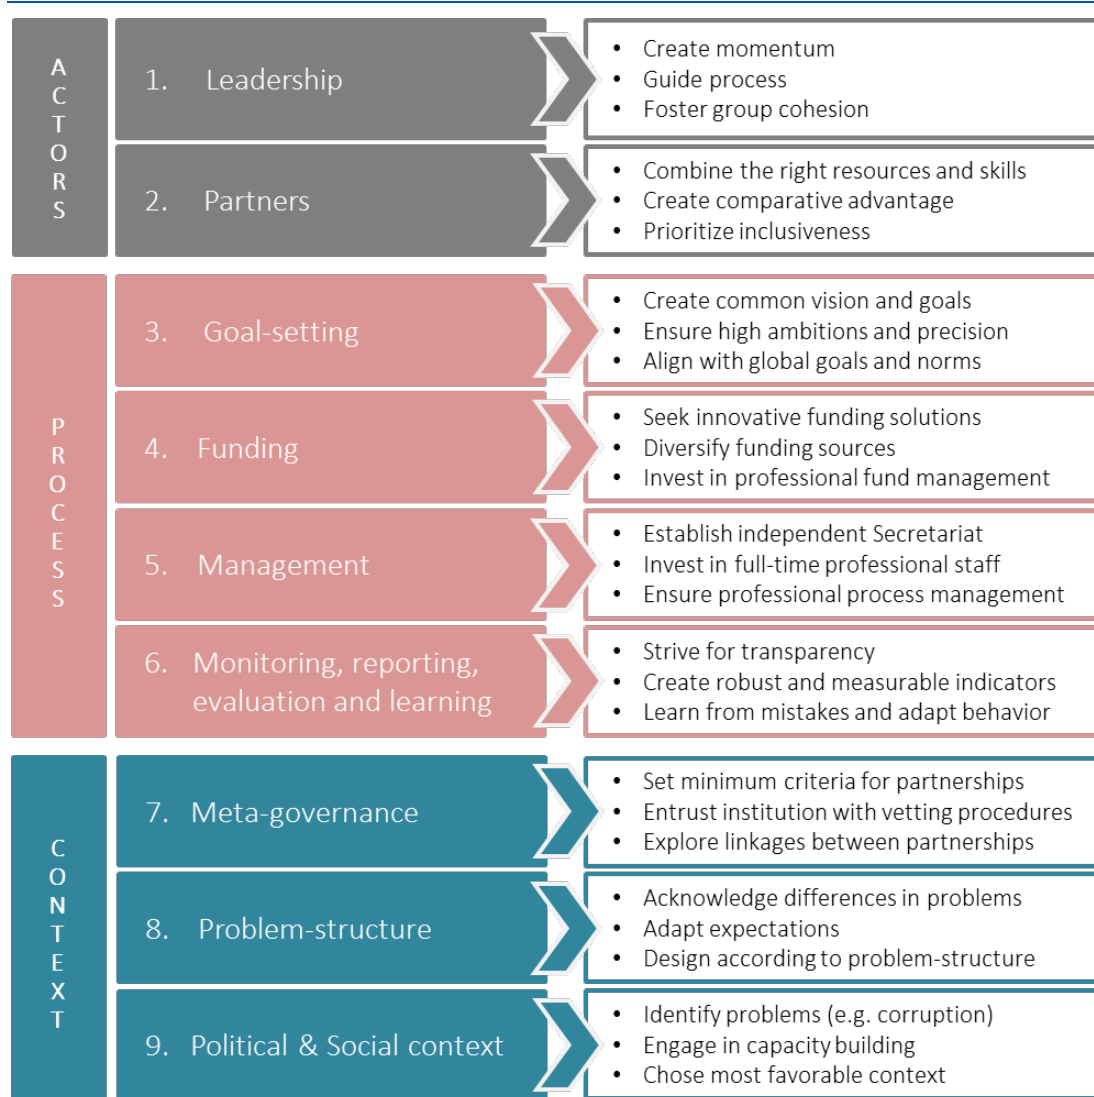 ACTORS
1. Leadership
• Create momentum
• Guide process
• Foster group cohesion
2. Partners
• Combine the right resources and skills
• Create comparative advantage
• Prioritize inclusiveness
PROCESS
3. Goal-setting
• Create common vision and goals
• Ensure high ambitions and precision
• Align with global goals and norms
4. Funding
• Seek innovative funding solutions
• Diversify funding sources
• Invest in professional fund management
5. Management
• Establish independent Secretariat
• Invest in full-time professional staff
• Ensure professional process management
6. Monitoring, reporting,
evaluation and learning
• Strive for transparency
• Create robust and measurable indicators
• Learn from mistakes and adapt behavior
CONTEXT
7. Meta-governance
• Set minimum criteria for partnerships
• Entrust institution with vetting procedures
• Explore linkages between partnerships
8. Problem-structure
• Acknowledge differences in problems
• Adapt expectations
• Design according to problem-structure
9. Political & Social context
• Identify problems (e.g. corruption)
• Engage in capacity building
• Chose most favorable context